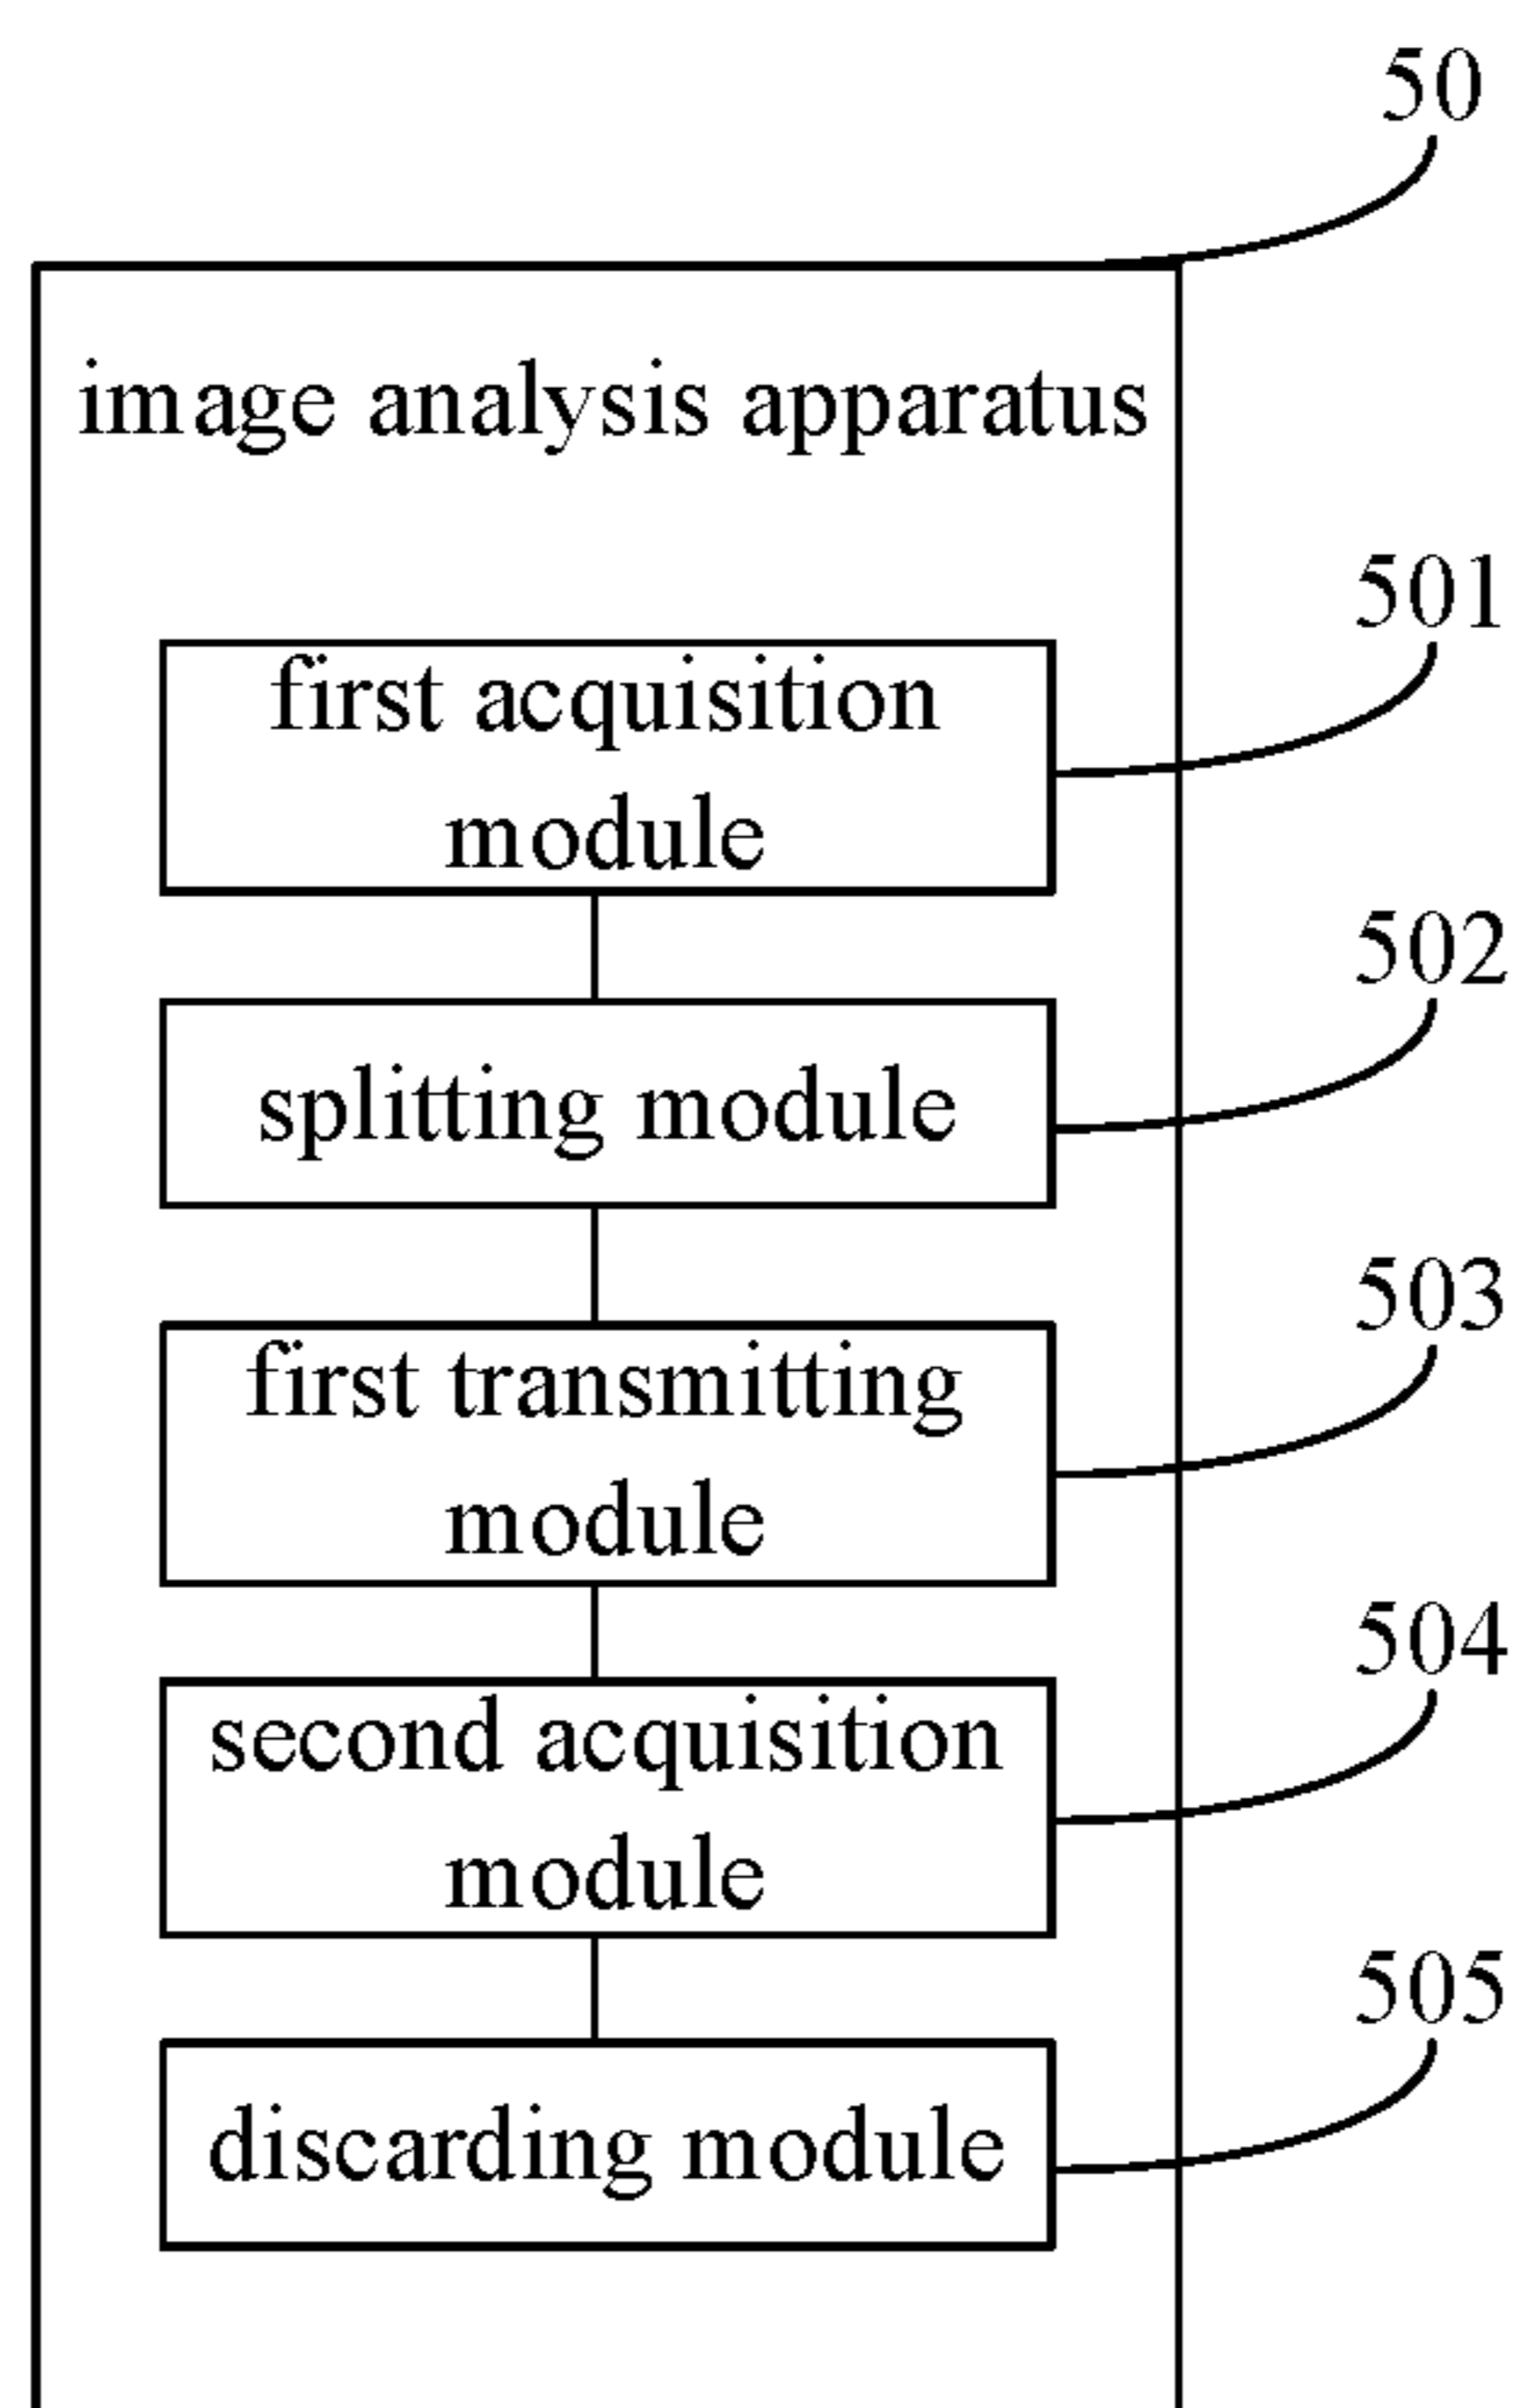 50
image analysis apparatus
501
first acquisition
module
502
splitting module
503
first transmitting
module
504
second acquisition
module
505
discarding module